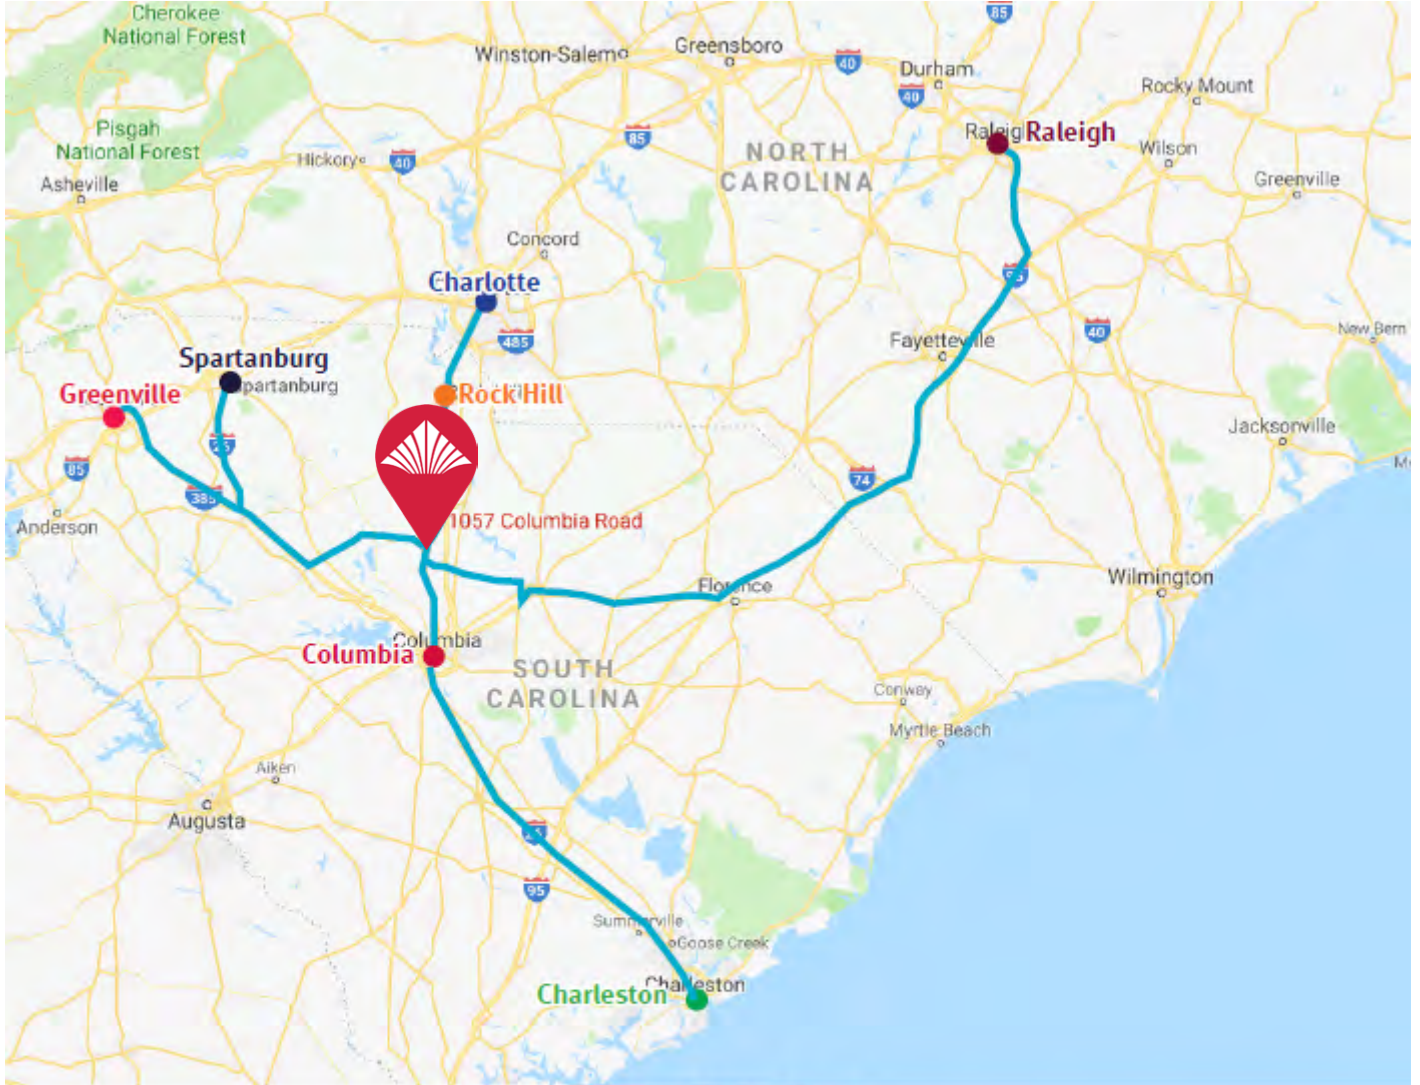 Cherokee
National Forest
85
Winston-Salem
Greensboro
40
Durham
40
Rocky Mount
Pisgah
National Forest
85
Raleigh
NORTH
CAROLINA
Wilson
Hickory
40
Asheville
Greenville
Concord
Charlotte
95
485
Fayetteville
40
New Bern
Spartanburg
Spartanburg
Greenville
Rock Hill
Jacksonville
26
85
385
74
Anderson
1057 Columbia Road
Florence
Wilmington
Columbia
Columbia
SOUTH
CAROLINA
Conway
Myrtle Beach
Aiken
Augusta
26
95
Summerville
Goose Creek
Charleston
Charleston